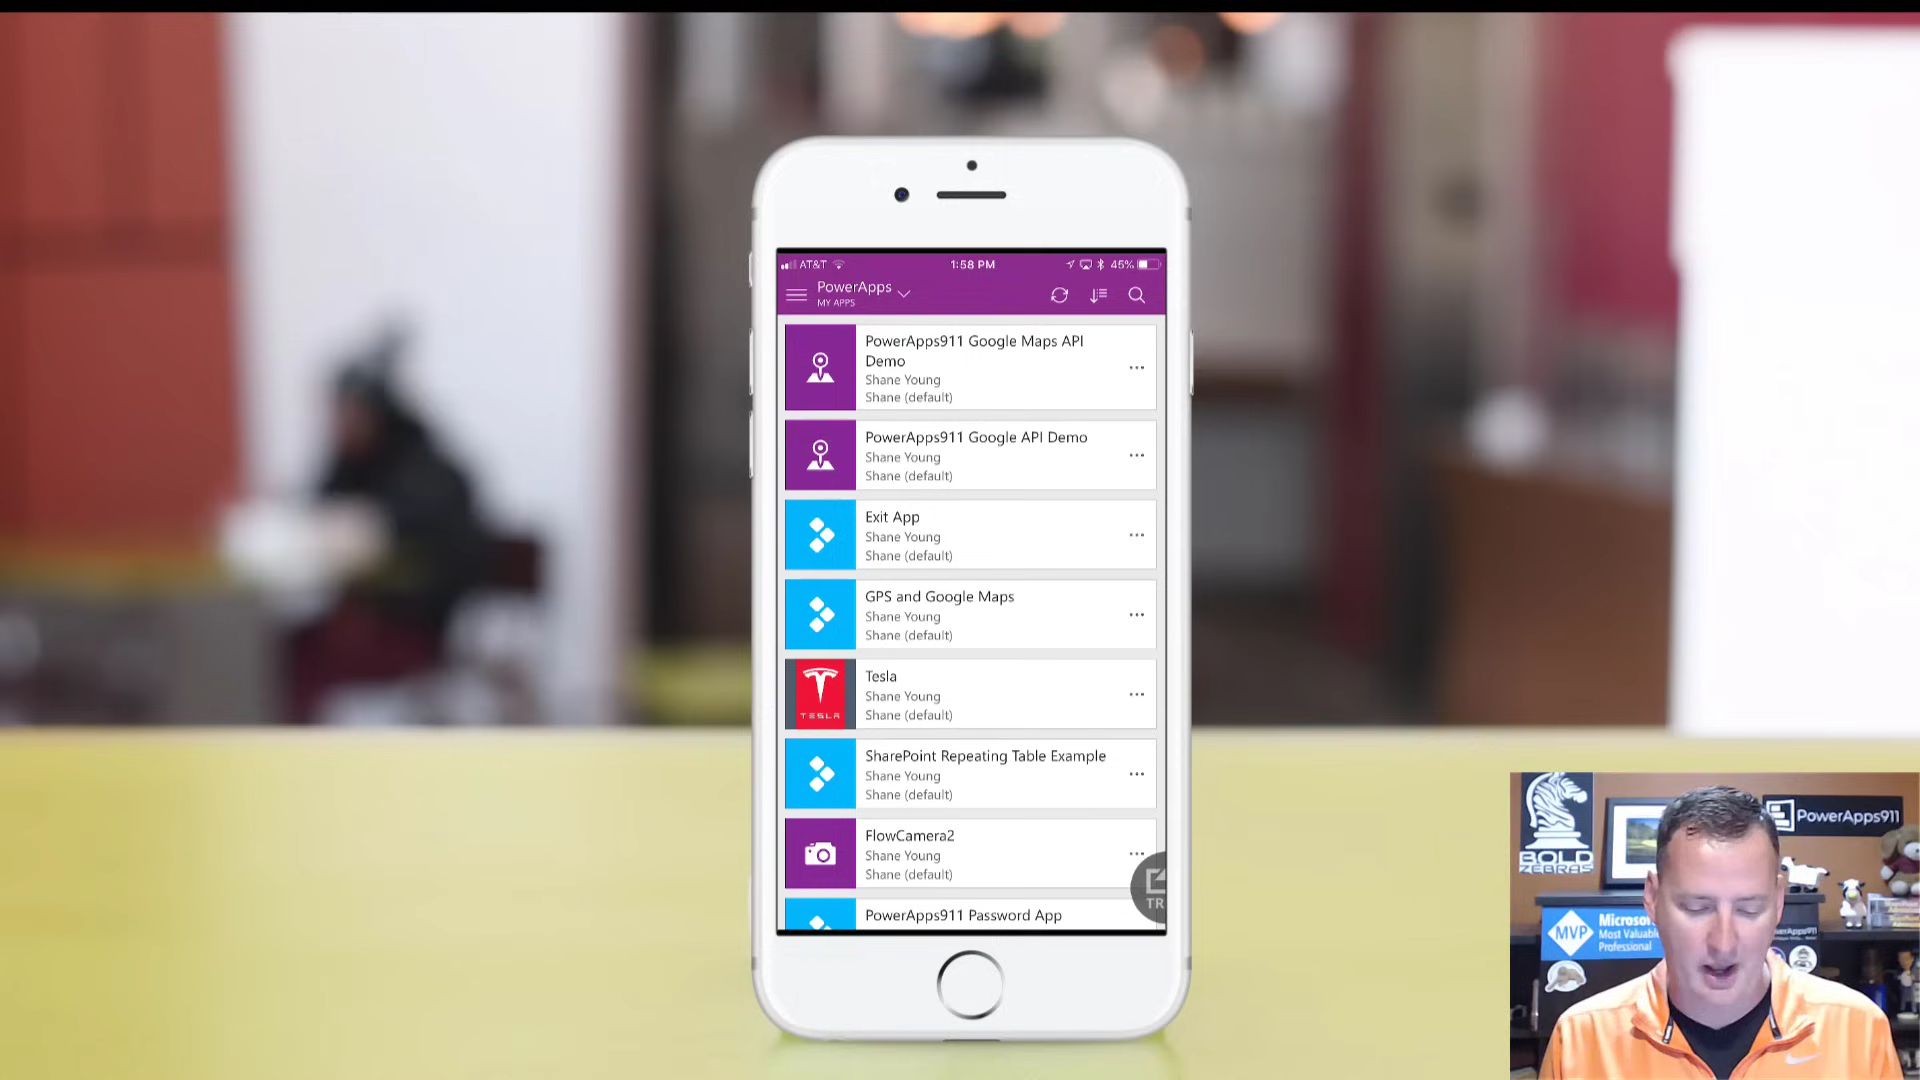 AT&T
1:58 PM
45%
PowerApps
MY APPS
PowerApps911 Google Maps API
Demo
Shane Young
Shane (default)
PowerApps911 Google API Demo
Shane Young
Shane (default)
Exit App
Shane Young
Shane (default)
GPS and Google Maps
Shane Young
Shane (default)
TESLA
Tesla
Shane Young
Shane (default)
SharePoint Repeating Table Example
Shane Young
Shane (default)
FlowCamera2
Shane Young
Shane (default)
TR
PowerApps911 Password App
BOLD
ZEBRAS
PowerApps911
MVP
Microsof
Most Valuable
Professional